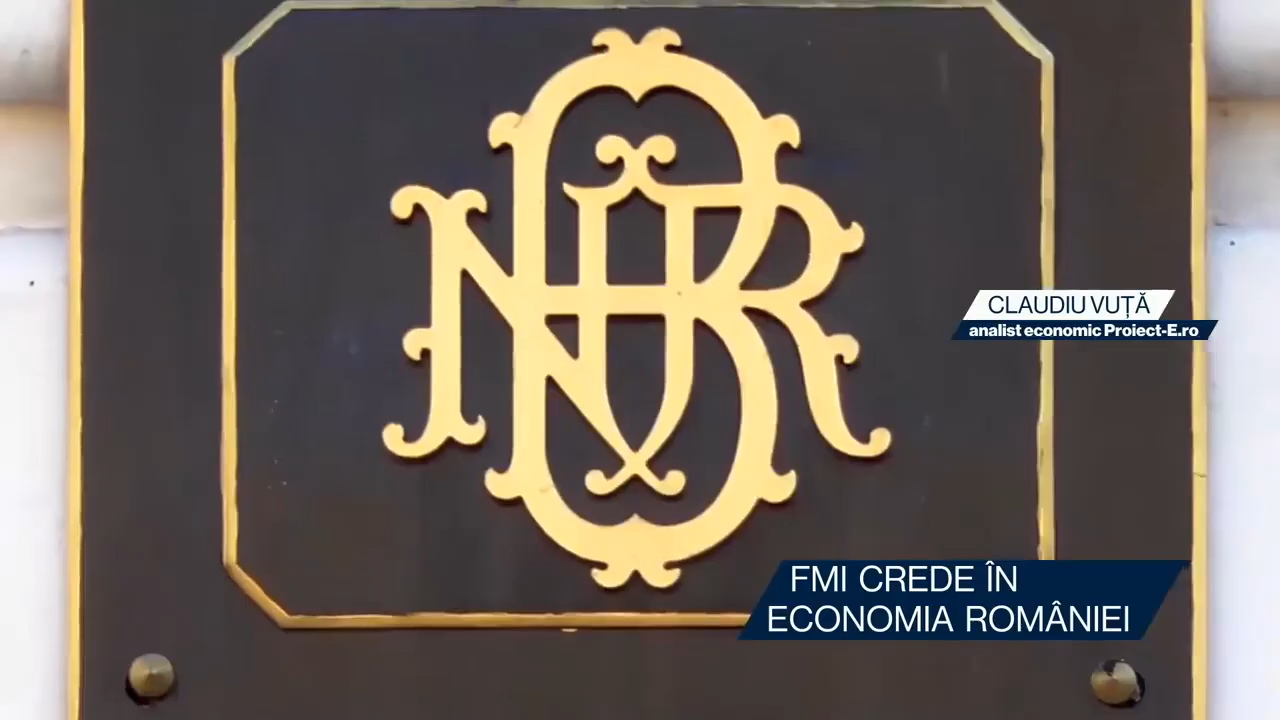 CLAUDIU VUȚĂ
analist economic Proiect-E.ro
FMI CREDE ÎN
ECONOMIA ROMÂNIEI